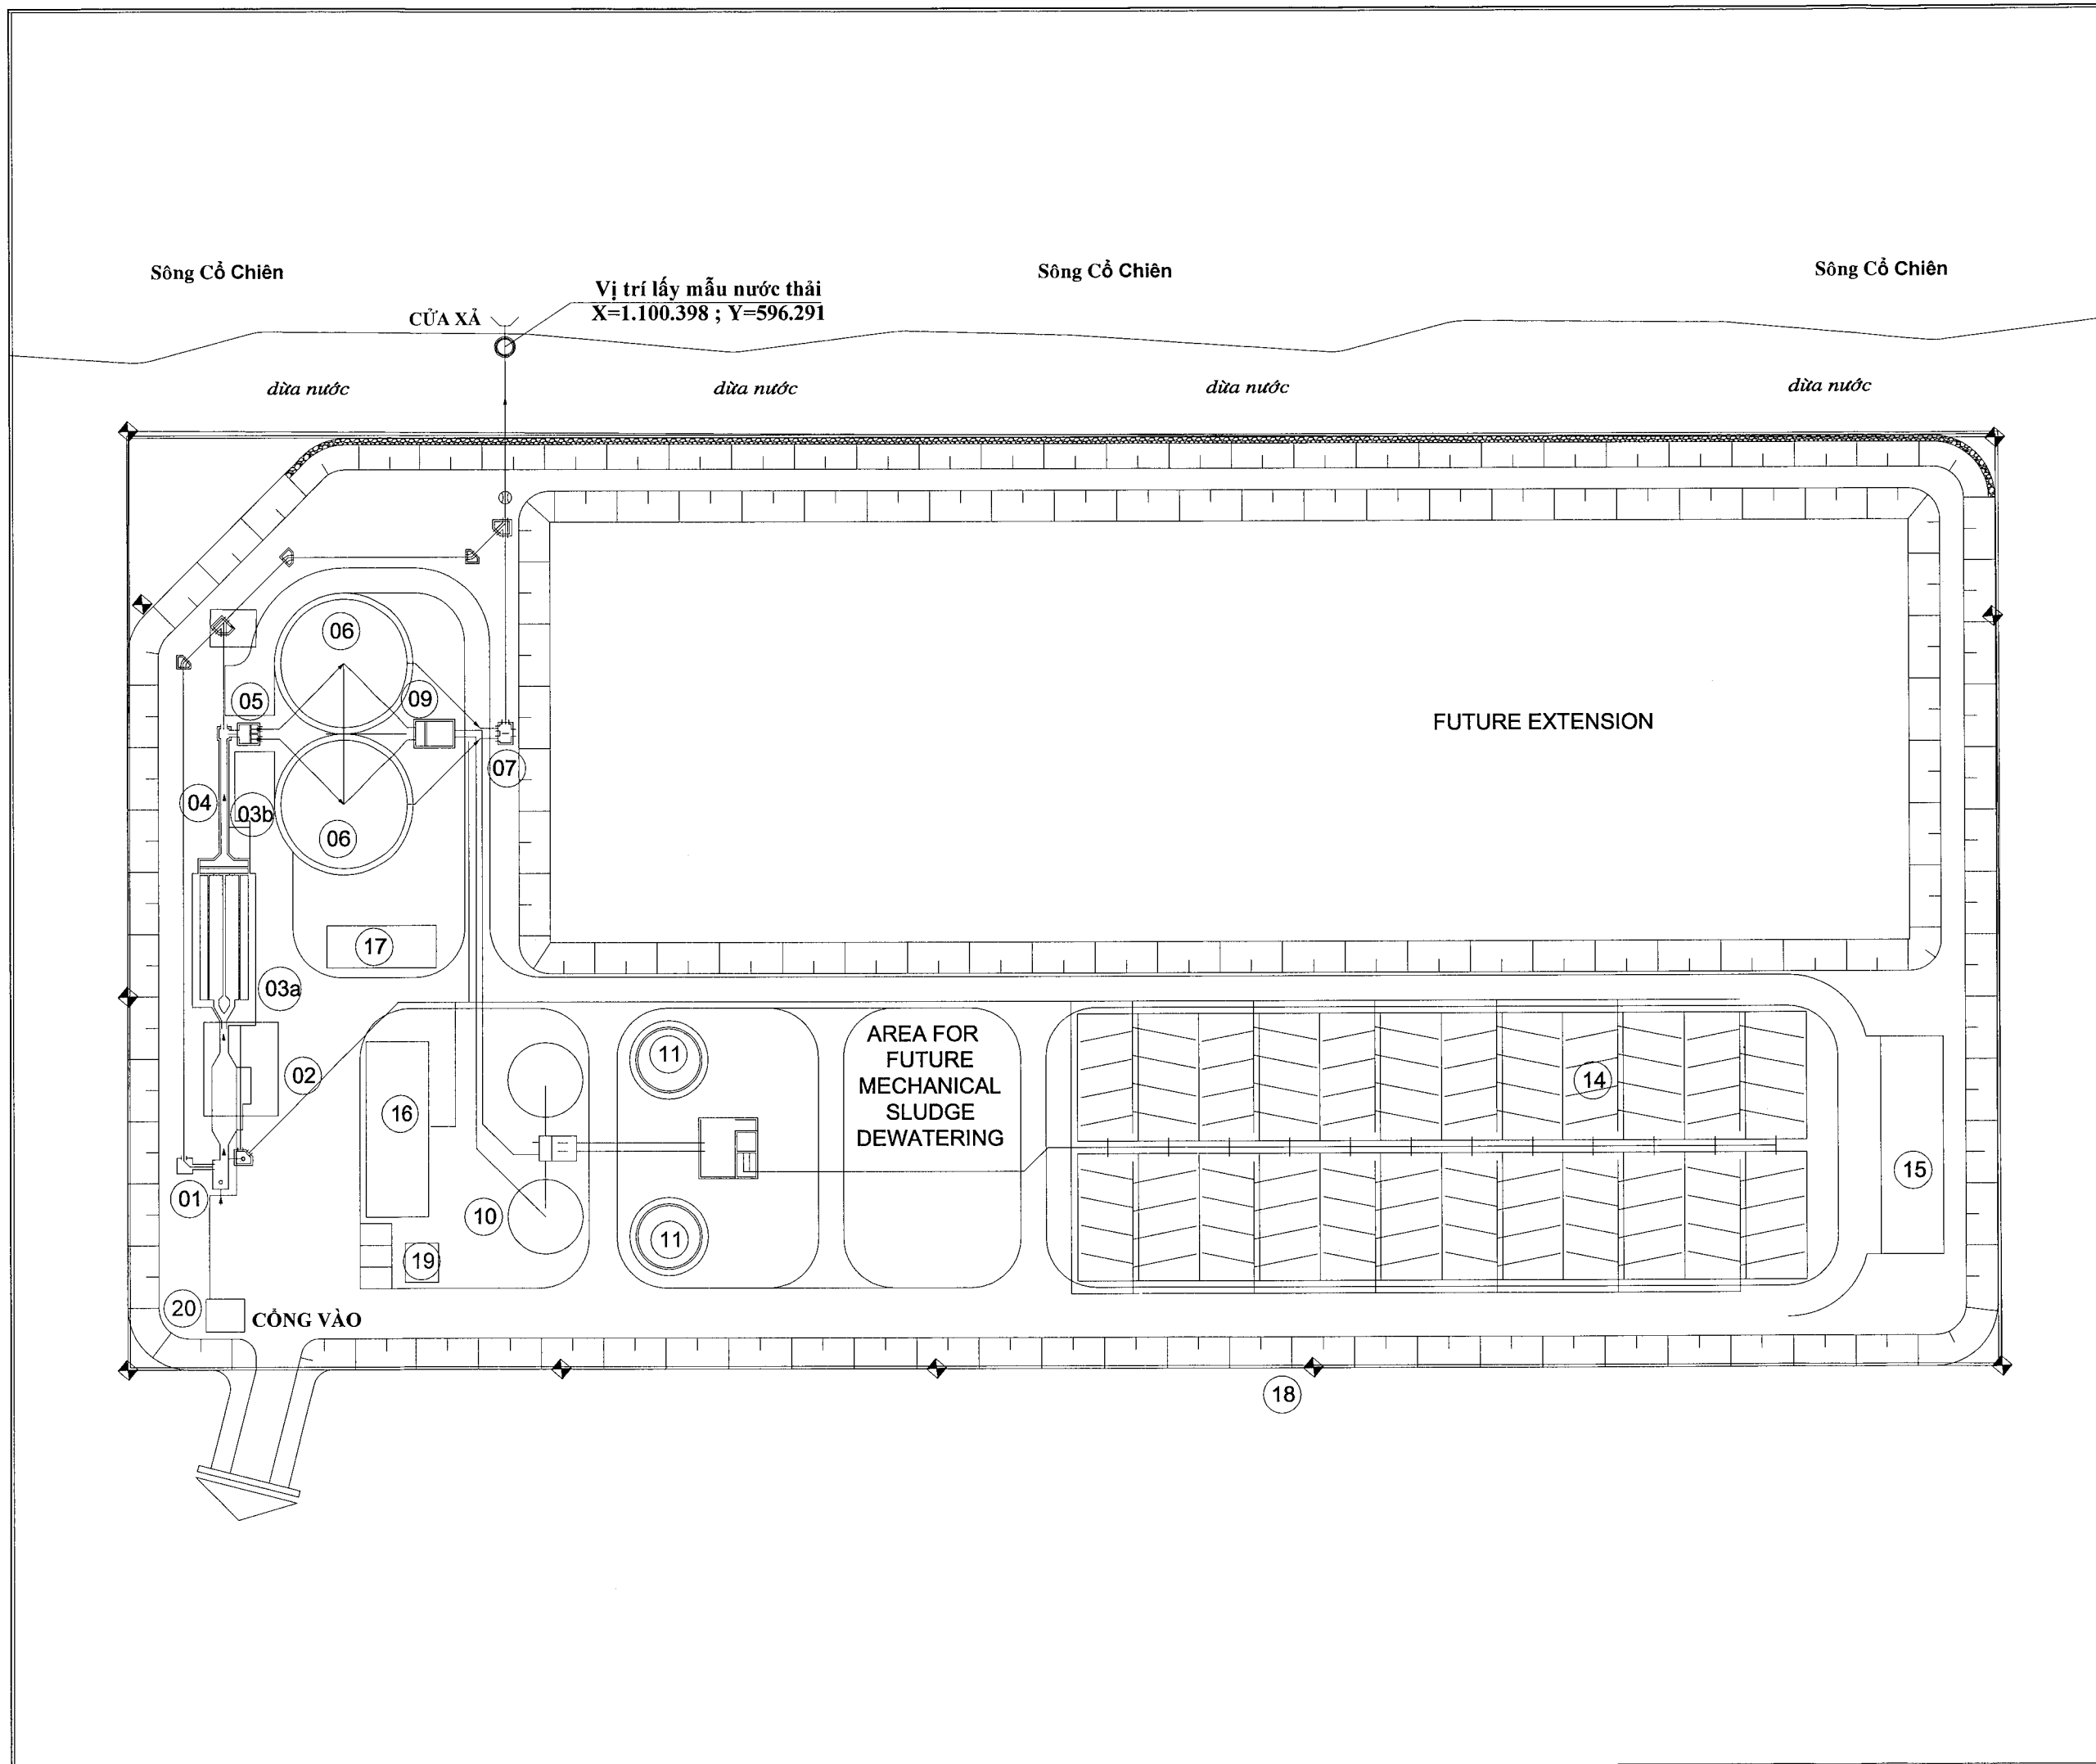 Sông Cổ Chiên
Sông Cổ Chiên
Sông Cổ Chiên
Vị trí lấy mẫu nước thải
X=1.100.398 ; Y=596.291
CỬA XẢ
dừa nước
dừa nước
dừa nước
dừa nước
06
05
09
FUTURE EXTENSION
07
04
03b
06
17
03a
AREA FOR
FUTURE
MECHANICAL
SLUDGE
DEWATERING
11
02
14
16
15
01
10
11
19
20
CỔNG VÀO
18